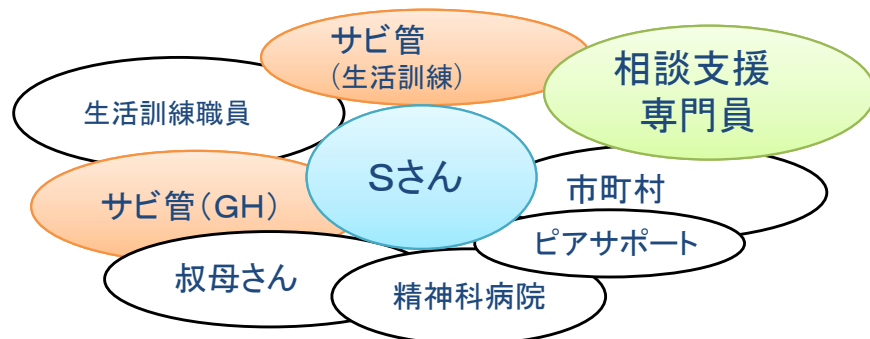 サビ管
(生活訓練)
相談支援
専門員
生活訓練職員
Sさん
市町村
サビ管(GH)
ピアサポート
叔母さん
精神科病院